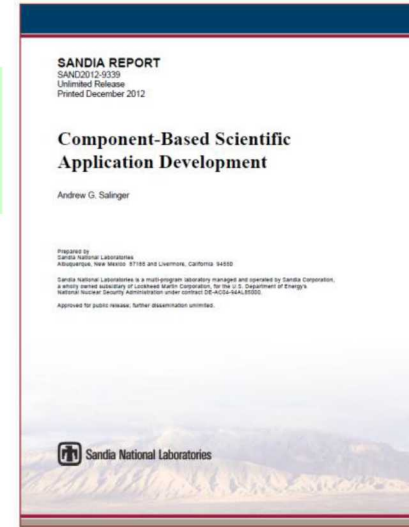 SANDIA REPORT
SAND2012-9339
Unlimited Release
Printed December 2012
Component-Based Scientific
Application Development
Andrew G. Salinger
Prepared by
Sandia National Laboratories
Albuquerque, New Mexico 87185 and Livermore, California 94550
Sandia National Laboratories is a multi-program laboratory managed and operated by Sandia Corporation,
a wholly owned subsidiary of Lockheed Martin Corporation, for the U.S. Department of Energy's
National Nuclear Security Administration under contract DE-AC04-94AL85000.
Approved for public release; further dissemination unlimited.
Sandia National Laboratories